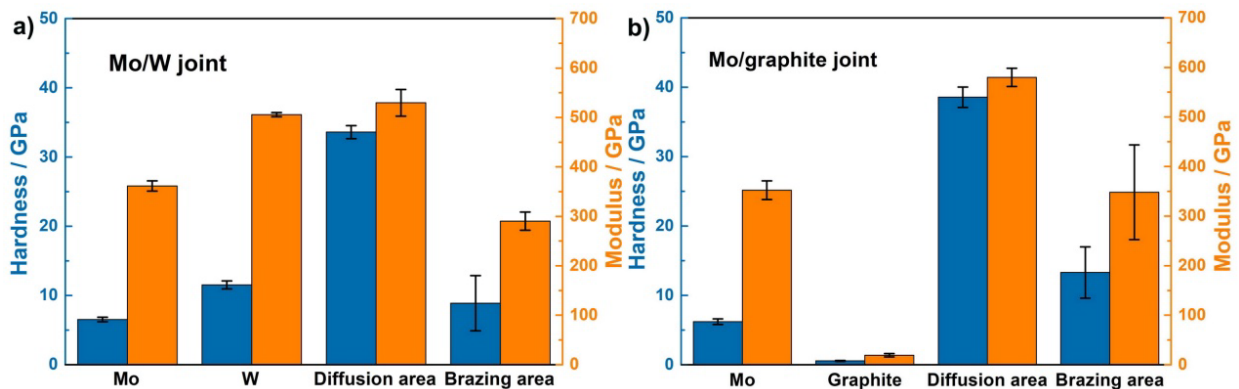 a)
Mo/W joint
Hardness / GPa
50
40
30
20
10
0
Modulus / GPa
700
600
500
400
300
200
100
0
Mo W Diffusion area Brazing area
b)
Mo/graphite joint
Hardness / GPa
50
40
30
20
10
0
Modulus / GPa
700
600
500
400
300
200
100
0
Mo Graphite Diffusion area Brazing area